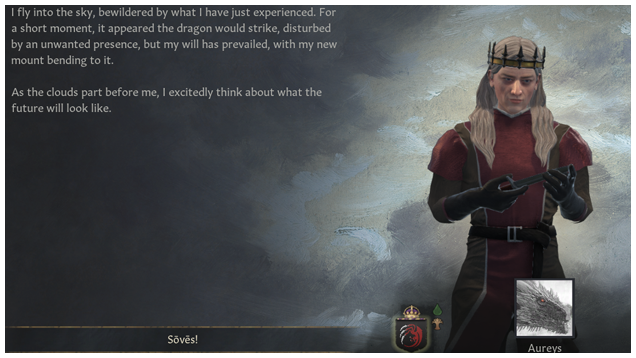 I fly into the sky, bewildered by what I have just experienced. For
a short moment, it appeared the dragon would strike, disturbed
by an unwanted presence, but my will has prevailed, with my new
mount bending to it.
As the clouds part before me, I excitedly think about what the
future will look like.
Sōvēs!
Aureys